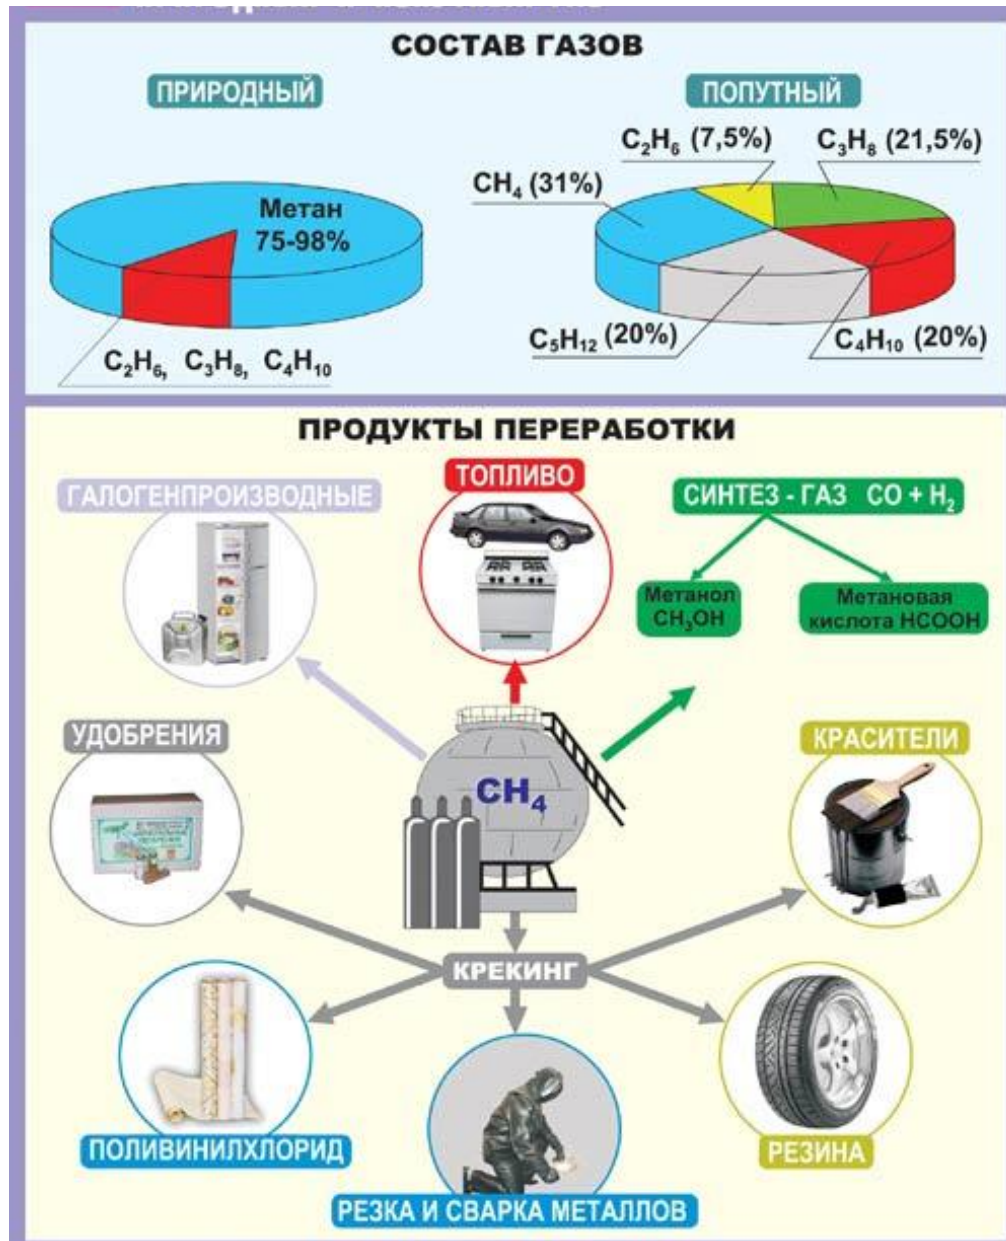 СОСТАВ ГАЗОВ
ПРИРОДНЫЙ
ПОПУТНЫЙ
C₂H₆ (7,5%)
C₃H₈ (21,5%)
CH₄ (31%)
Метан
75-98%
C₅H₁₂ (20%)
C₄H₁₀ (20%)
C₂H₆, C₃H₈, C₄H₁₀
ПРОДУКТЫ ПЕРЕРАБОТКИ
ГАЛОГЕНПРОИЗВОДНЫЕ
ТОПЛИВО
СИНТЕЗ - ГАЗ CO + H₂
Метанол
CH₃OH
Метановая
кислота HCOOH
УДОБРЕНИЯ
КРАСИТЕЛИ
CH₄
КРЕКИНГ
ПОЛИВИНИЛХЛОРИД
РЕЗИНА
РЕЗКА И СВАРКА МЕТАЛЛОВ